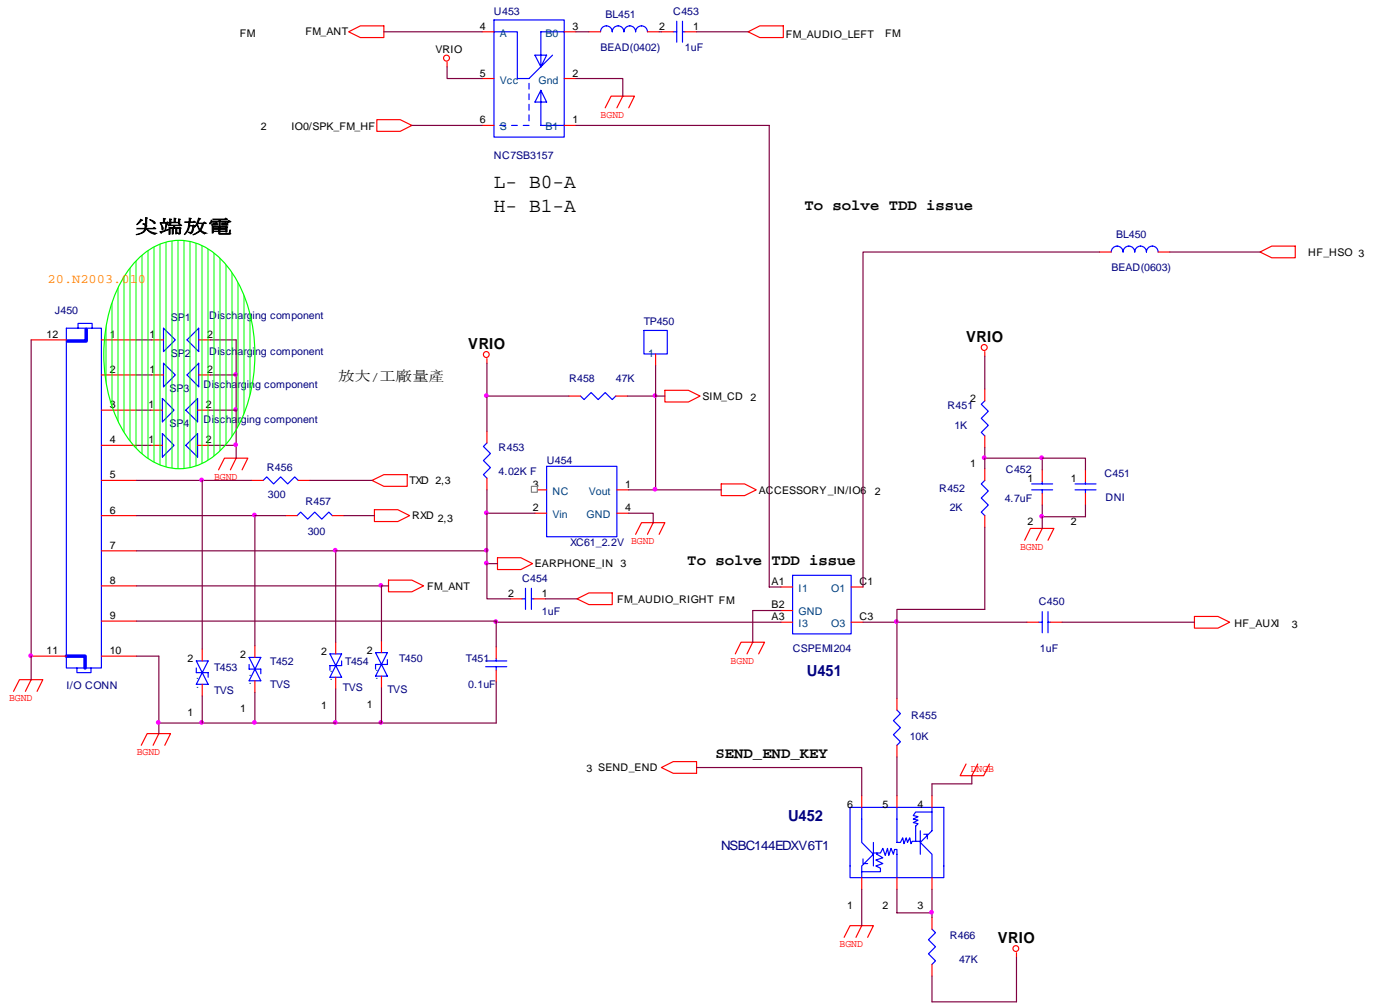 U453
BL451
C453
FM
FM_ANT
4
A
B0
3
2
1
FM_AUDIO_LEFT FM
BEAD(0402)
1uF
VRIO
5
Vcc
Gnd
2
BGND
2
IO0/SPK_FM_HF
6
S
B1
1
NC7SB3157
L- B0-A
H- B1-A
To solve TDD issue
尖端放電
BL450
HF_HSO 3
BEAD(0603)
20.N2003.010
J450
SP1
Discharging component
12
1
1
2
SP2
Discharging component
2
1
2
SP3
Discharging component
3
1
2
SP4
Discharging component
4
1
2
BGND
放大/工廠量產
VRIO
TP450
1
VRIO
R458
47K
SIM_CD 2
2
R451
1K
R453
4.02K F
U454
3
NC
Vout
1
2
Vin
GND
4
XC61_2.2V
BGND
ACCESSORY_IN/IO6 2
1
R452
2K
C452
1
4.7uF
2
C451
1
DNI
2
BGND
5
R456
300
TXD 2,3
6
R457
300
RXD 2,3
7
EARPHONE_IN 3
To solve TDD issue
8
FM_ANT
C454
2
1
1uF
FM_AUDIO_RIGHT FM
9
A1
I1
O1
C1
B2
GND
A3
I3
O3
C3
BGND
CSPEMI204
U451
C450
1uF
HF_AUXI 3
11
10
BGND
I/O CONN
2
T453
TVS
1
2
T452
TVS
1
2
T454
TVS
1
2
T450
TVS
1
T451
0.1uF
BGND
R455
10K
SEND_END_KEY
3 SEND_END
BGND
6
5
4
U452
NSBC144EDXV6T1
1
2
3
BGND
R466
47K
VRIO